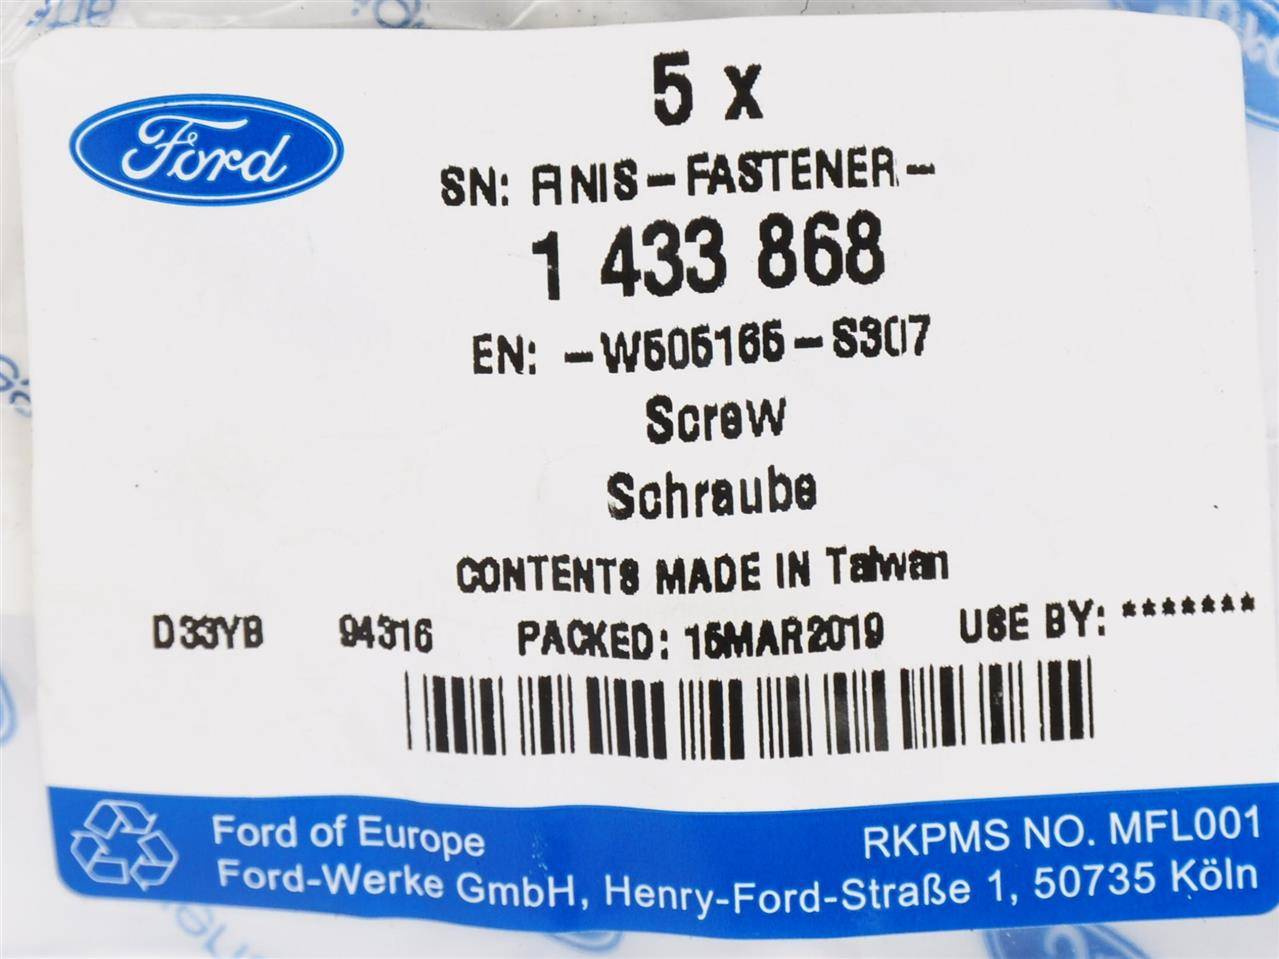 Ford
5 x
SN: FINIS-FASTENER-
1 433 868
EN: -W505165-S307
Screw
Schraube
CONTENTS MADE IN Taiwan
D33YB 94316 PACKED: 15MAR2019 USE BY: *******
Ford of Europe RKPMS NO. MFL001
Ford-Werke GmbH, Henry-Ford-Straße 1, 50735 Köln